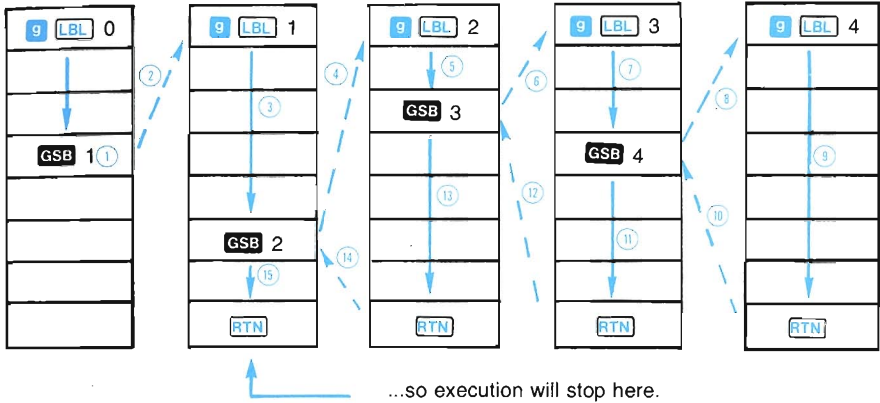 g LBL 0 g LBL 1 g LBL 2 g LBL 3 g LBL 4
2 4 5 6 7 8
3 GSB 3
GSB 1 1 GSB 4 9
13 12 10
GSB 2 14 11
15
RTN RTN RTN RTN
...so execution will stop here.